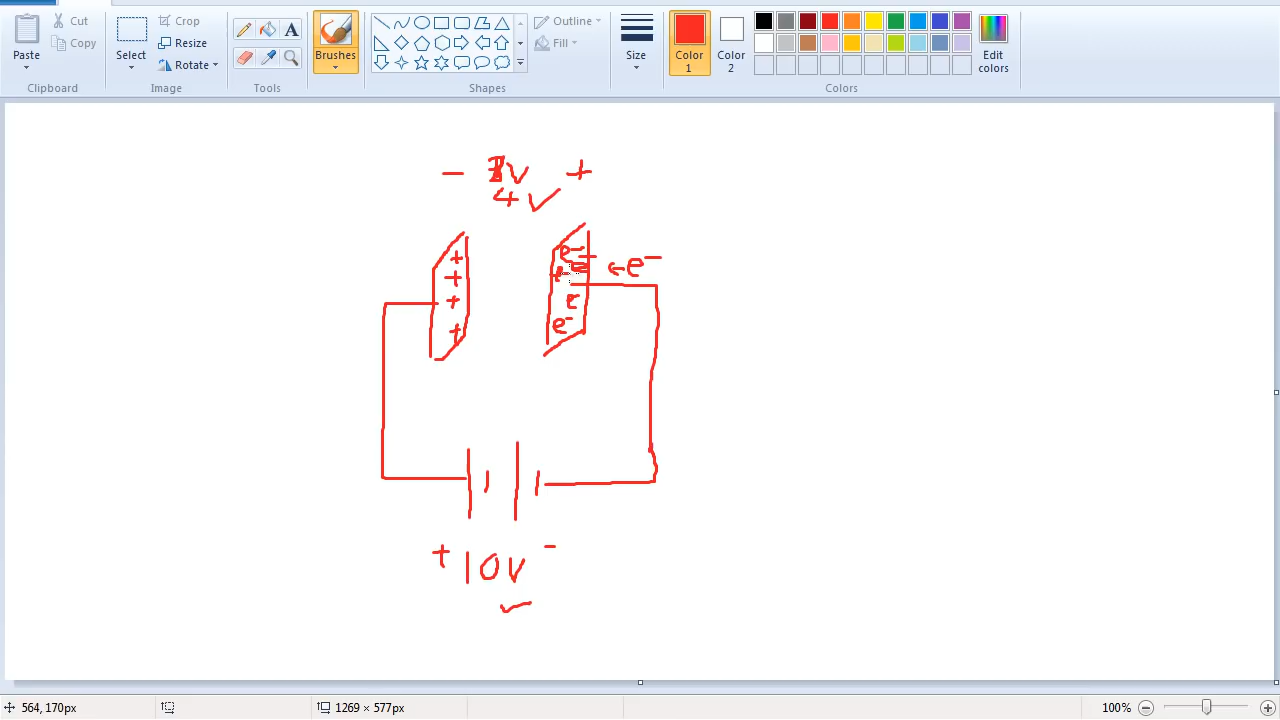 Paste
Cut
Copy
Clipboard
Select
Crop
Resize
Rotate
Image
A
Tools
Brushes
Outline
Fill
Shapes
Size
Color 1
Color 2
Edit colors
Colors
- V +
4V
+ e-
+ + e-
+ e
+ e-
+ 10V -
564, 170px
1269 × 577px
100%